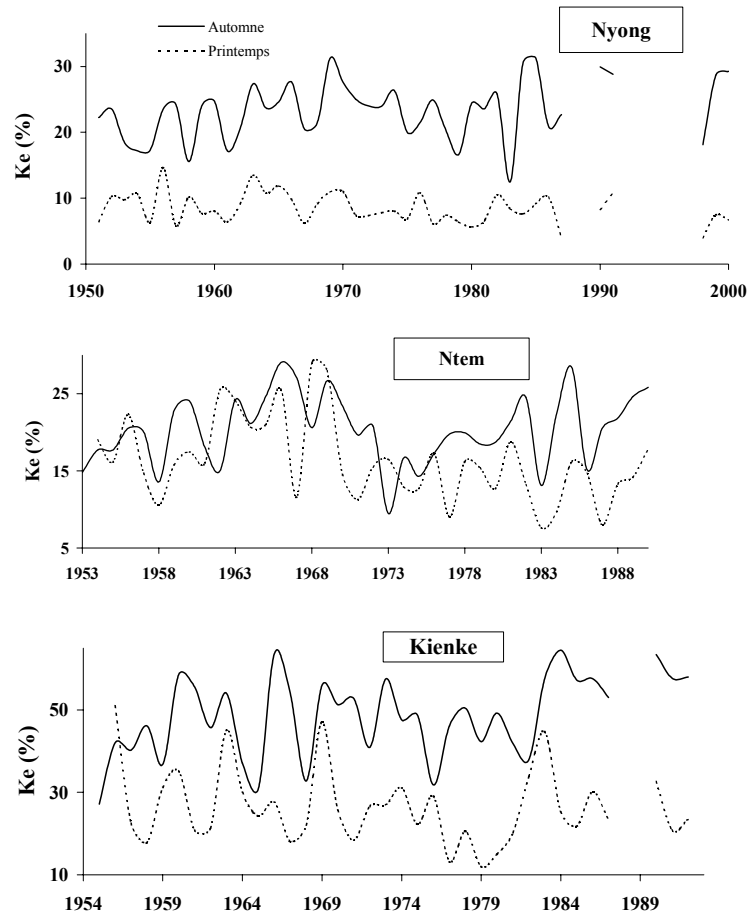 Automne
Printemps
Nyong
Ke (%)
30
20
10
0
1950 1960 1970 1980 1990 2000
Ntem
Ke (%)
25
15
5
1953 1958 1963 1968 1973 1978 1983 1988
Kienke
Ke (%)
50
30
10
1954 1959 1964 1969 1974 1979 1984 1989